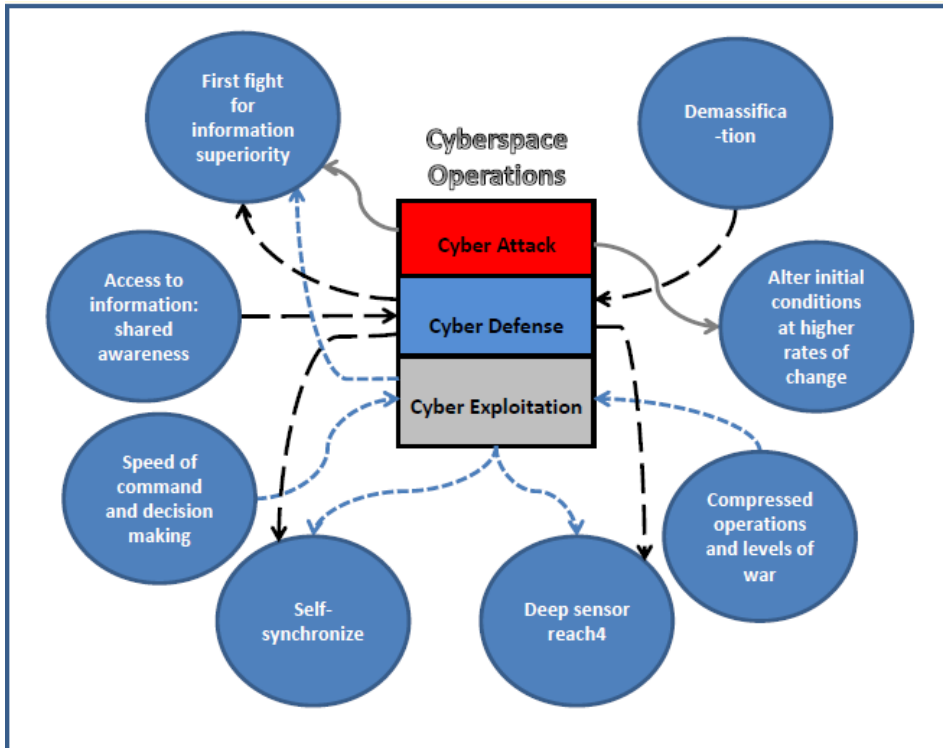 First fight
for
information
superiority
Demassifica
-tion
Cyberspace
Operations
Cyber Attack
Cyber Defense
Cyber Exploitation
Access to
information:
shared
awareness
Alter initial
conditions
at higher
rates of
change
Speed of
command
and decision
making
Compressed
operations
and levels of
war
Self-
synchronize
Deep sensor
reach4